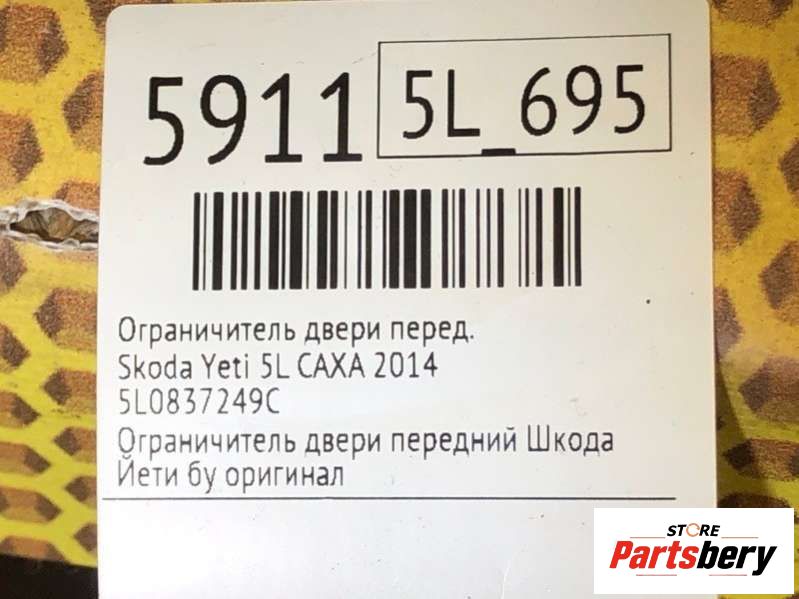 5911 5L_695
Ограничитель двери перед.
Skoda Yeti 5L CAXA 2014
5L0837249C
Ограничитель двери передний Шкода
Йети бу оригинал
STORE
Partsbery